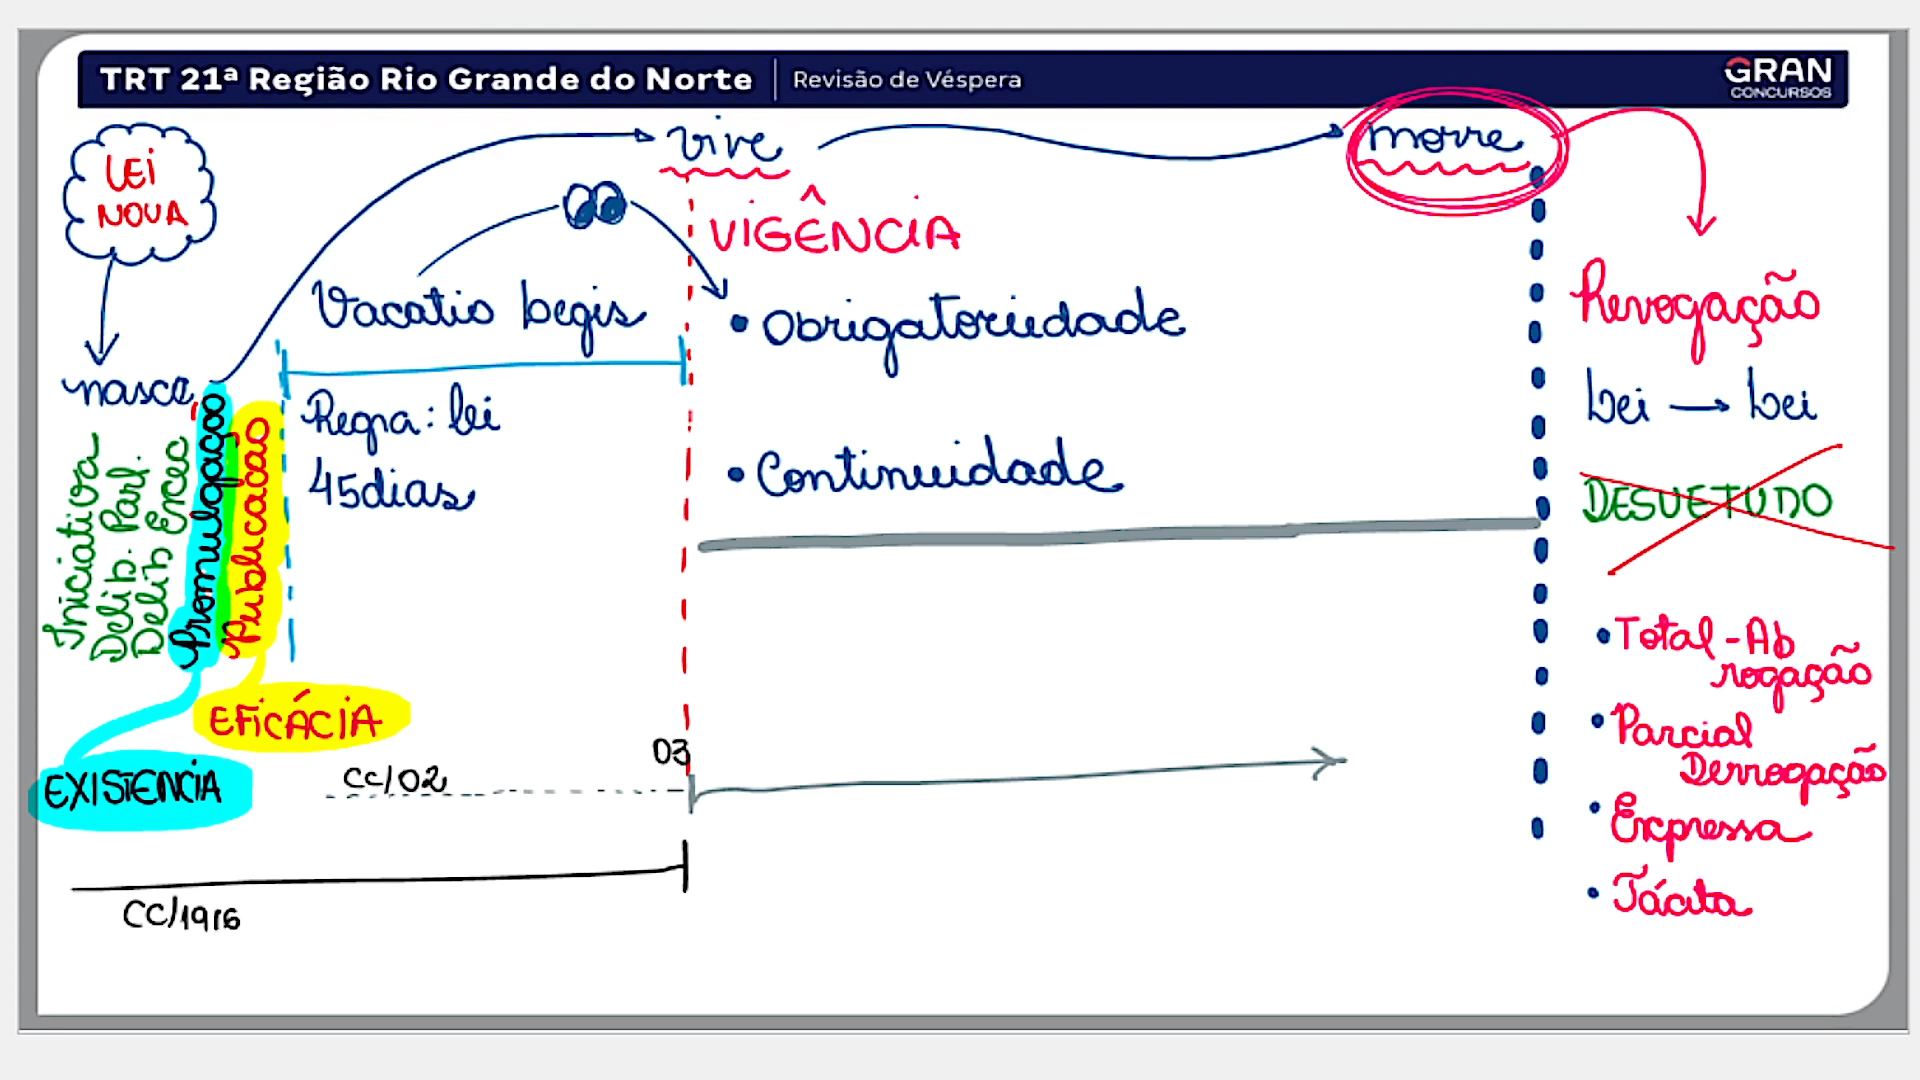 TRT 21ª Região Rio Grande do Norte
Revisão de Véspera
GRAN
CONCURSOS
LEI
NOVA
nasce
vive
morre
VIGÊNCIA
Vacatio Legis
Regra: lei
45dias
• Obrigatoriedade
• Continuidade
Iniciativa
Delib. Parl.
Delib Exec
Promulgação
Publicacao
EFICÁCIA
EXISTENCIA
CC/02
03
CC/1916
Revogação
Lei → Lei
DESUETUDO
• Total - Ab
rogação
• Parcial
Derrogação
• Expressa
• Tácita